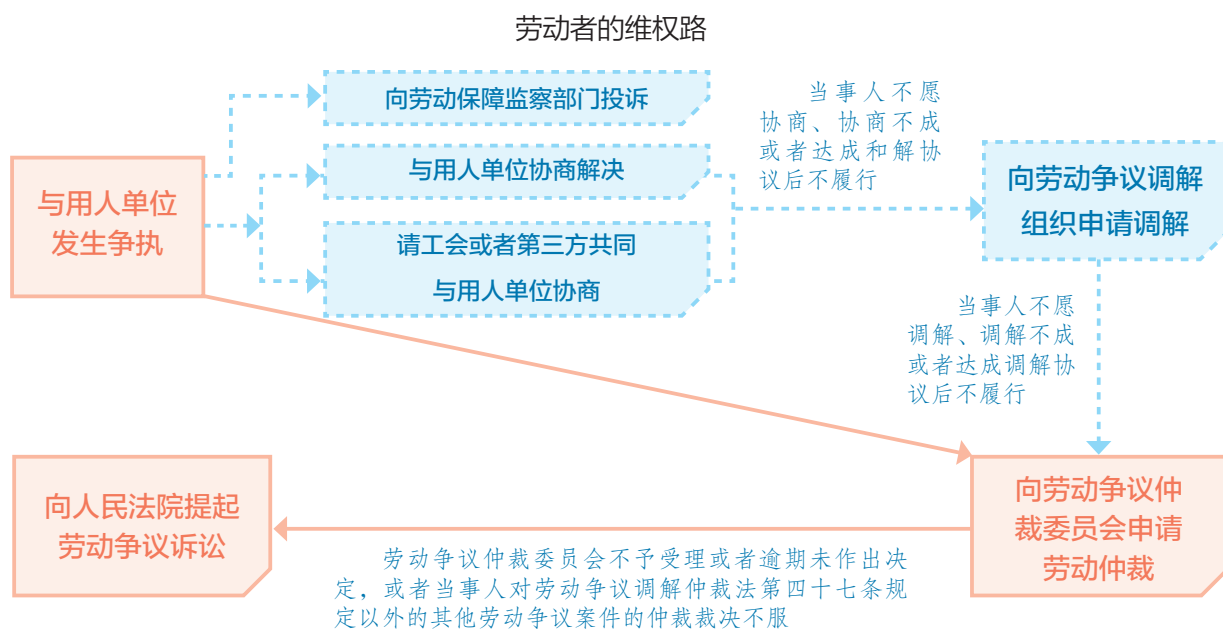 劳动者的维权路
向劳动保障监察部门投诉
与用人单位
发生争执
与用人单位协商解决
请工会或者第三方共同
与用人单位协商
当事人不愿
协商、协商不成
或者达成和解协
议后不履行
向劳动争议调解
组织申请调解
当事人不愿
调解、调解不成
或者达成调解协
议后不履行
向劳动争议仲
裁委员会申请
劳动仲裁
劳动争议仲裁委员会不予受理或者逾期未作出决
定，或者当事人对劳动争议调解仲裁法第四十七条规
定以外的其他劳动争议案件的仲裁裁决不服
向人民法院提起
劳动争议诉讼